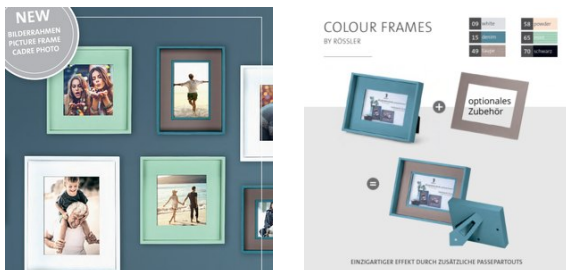 NEW
BILDERRAHMEN
PICTURE FRAME
CADRE PHOTO
COLOUR FRAMES
BY RÖSSLER
09 white
58 powder
15 denim
65
49 taupe
70 schwarz
+
optionales
Zubehör
=
EINZIGARTIGER EFFEKT DURCH ZUSÄTZLICHE PASSEPARTOUTS